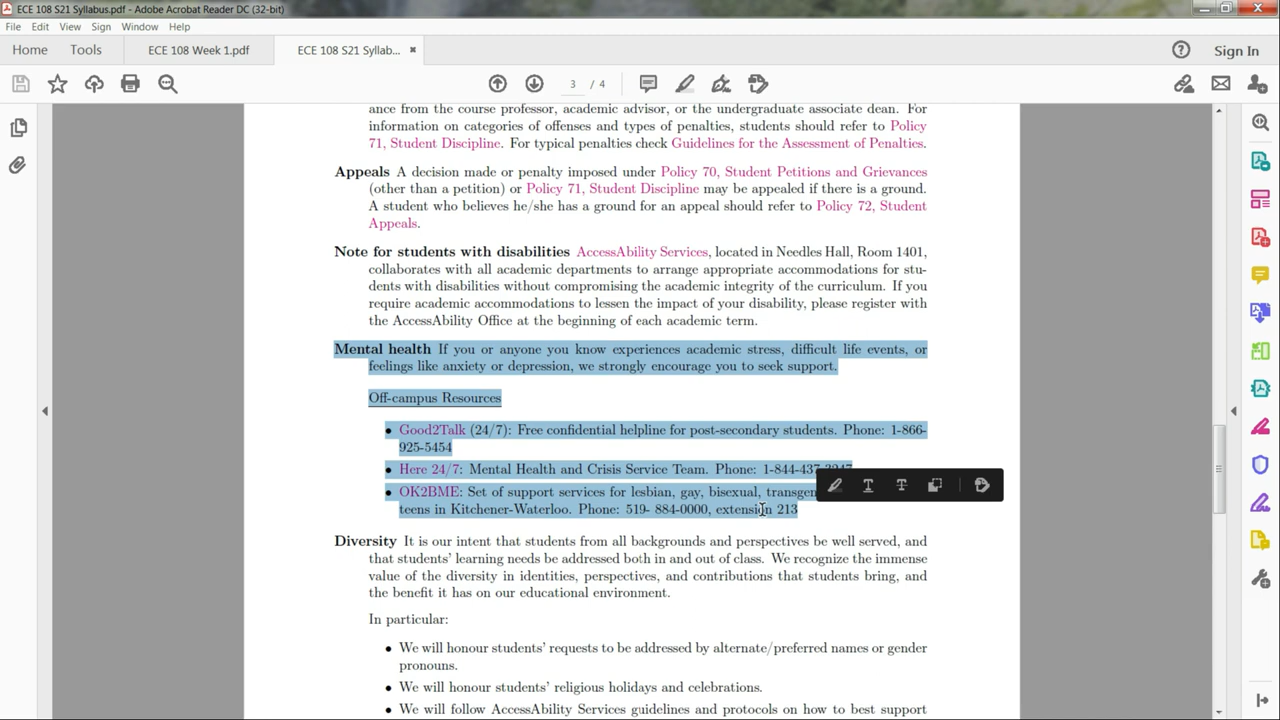 ECE 108 S21 Syllabus.pdf - Adobe Acrobat Reader DC (32-bit)
File Edit View Sign Window Help
Home Tools ECE 108 Week 1.pdf ECE 108 S21 Syllab... Sign In
3 / 4
ance from the course professor, academic advisor, or the undergraduate associate dean. For
information on categories of offenses and types of penalties, students should refer to Policy
71, Student Discipline. For typical penalties check Guidelines for the Assessment of Penalties.
Appeals A decision made or penalty imposed under Policy 70, Student Petitions and Grievances
(other than a petition) or Policy 71, Student Discipline may be appealed if there is a ground.
A student who believes he/she has a ground for an appeal should refer to Policy 72, Student
Appeals.
Note for students with disabilities AccessAbility Services, located in Needles Hall, Room 1401,
collaborates with all academic departments to arrange appropriate accommodations for stu-
dents with disabilities without compromising the academic integrity of the curriculum. If you
require academic accommodations to lessen the impact of your disability, please register with
the AccessAbility Office at the beginning of each academic term.
Mental health If you or anyone you know experiences academic stress, difficult life events, or
feelings like anxiety or depression, we strongly encourage you to seek support.
Off-campus Resources
• Good2Talk (24/7): Free confidential helpline for post-secondary students. Phone: 1-866-
925-5454
• Here 24/7: Mental Health and Crisis Service Team. Phone: 1-844-437-3247
• OK2BME: Set of support services for lesbian, gay, bisexual, transgen
teens in Kitchener-Waterloo. Phone: 519- 884-0000, extension 213
Diversity It is our intent that students from all backgrounds and perspectives be well served, and
that students' learning needs be addressed both in and out of class. We recognize the immense
value of the diversity in identities, perspectives, and contributions that students bring, and
the benefit it has on our educational environment.
In particular:
• We will honour students' requests to be addressed by alternate/preferred names or gender
pronouns.
• We will honour students' religious holidays and celebrations.
• We will follow AccessAbility Services guidelines and protocols on how to best support